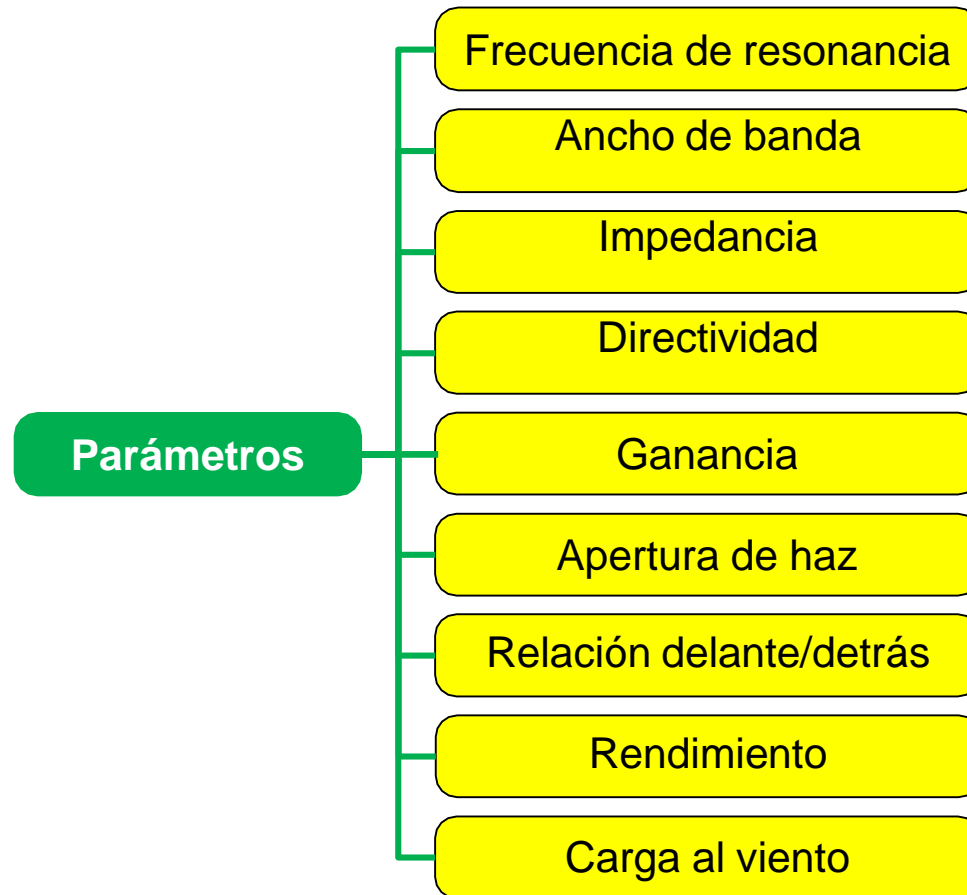 Frecuencia de resonancia
Ancho de banda
Impedancia
Directividad
Parámetros
Ganancia
Apertura de haz
Relación delante/detrás
Rendimiento
Carga al viento